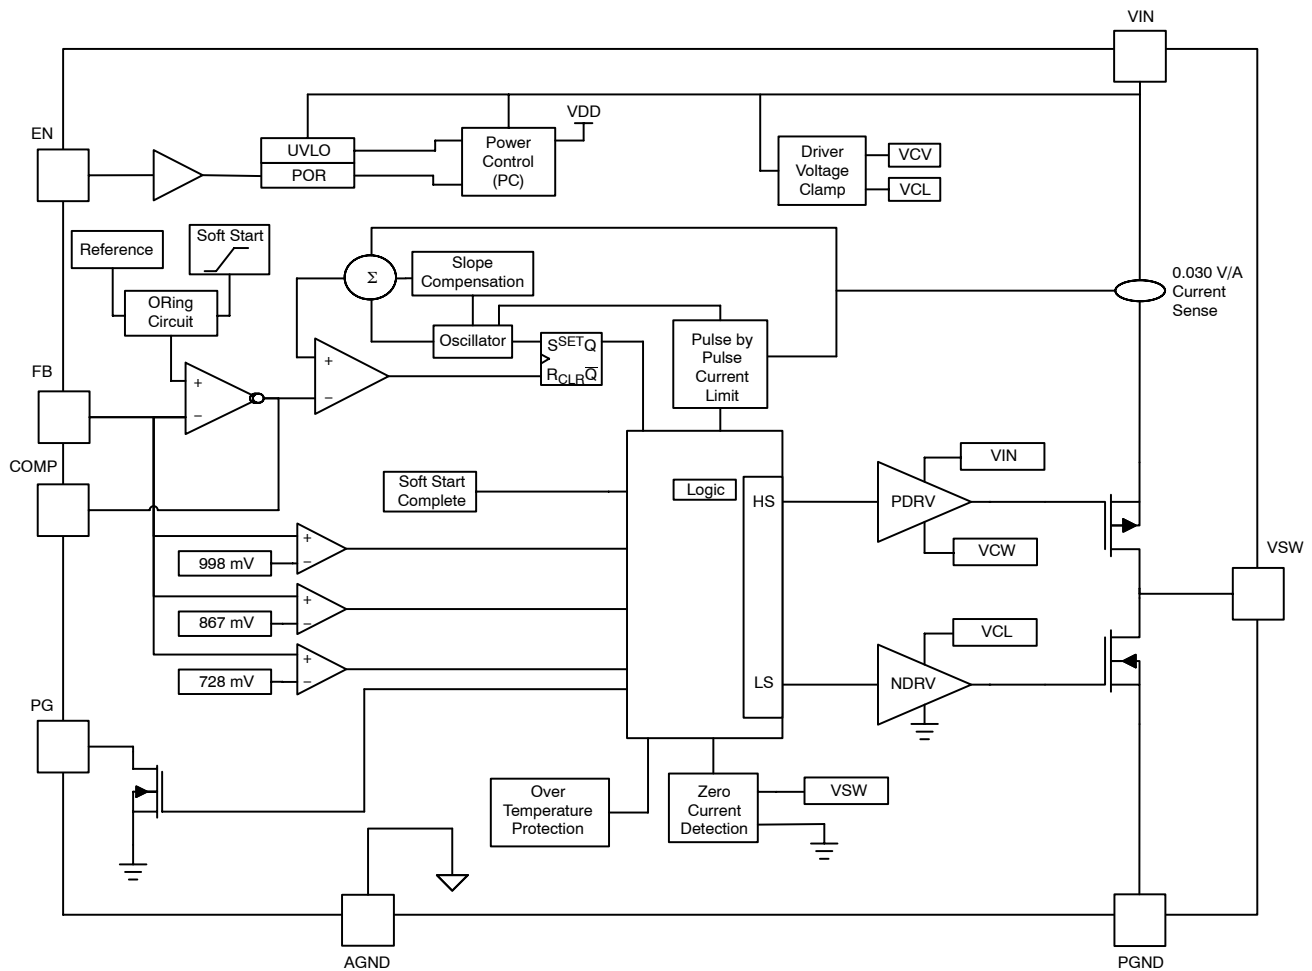 VIN
EN
UVLO
POR
Power
Control
(PC)
VDD
Driver
Voltage
Clamp
VCV
VCL
Reference
Soft Start
ORing
Circuit
Σ
Slope
Compensation
Oscillator
S SET Q
R CLR Q̅
Pulse by
Pulse
Current
Limit
0.030 V/A
Current
Sense
FB
+
−
+
−
COMP
Soft Start
Complete
Logic
HS
PDRV
VIN
VCW
VSW
998 mV
+
−
867 mV
+
−
728 mV
+
−
LS
NDRV
VCL
PG
Over
Temperature
Protection
Zero
Current
Detection
VSW
AGND
PGND